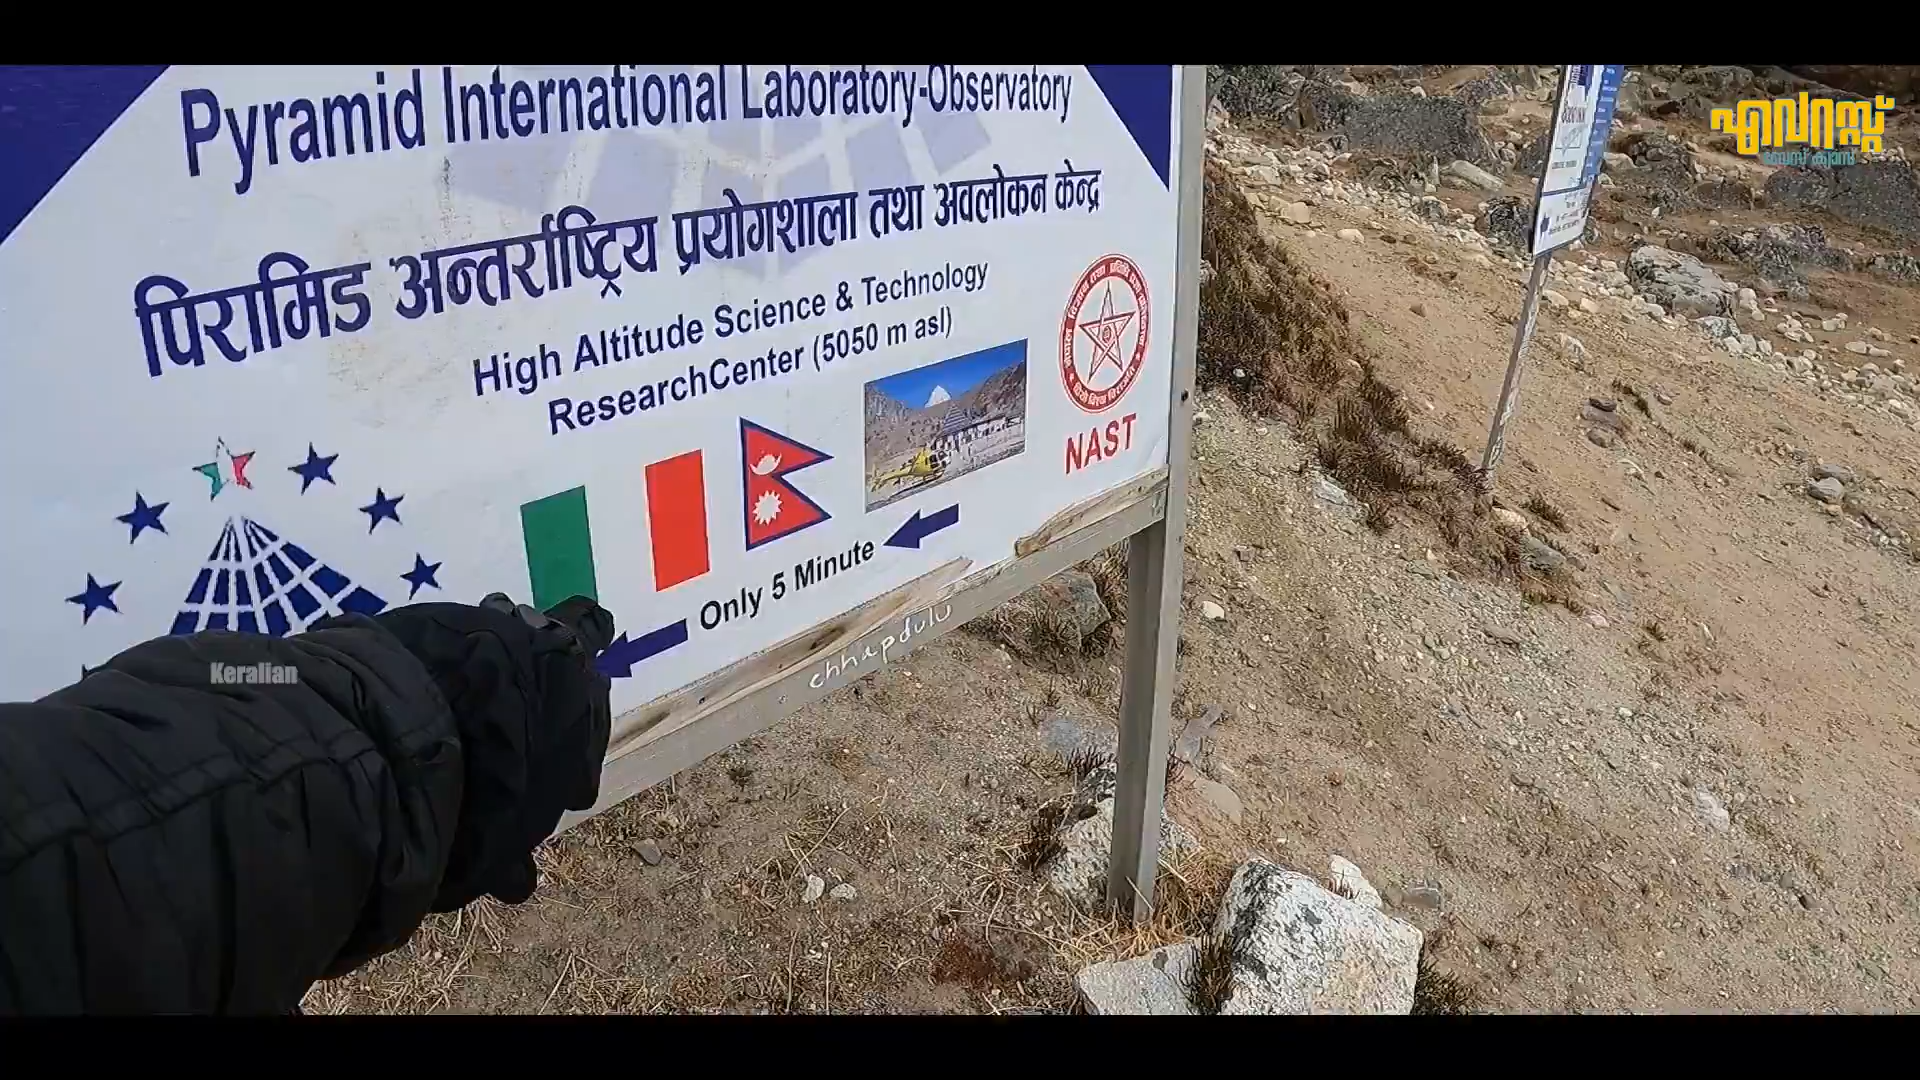 Pyramid International Laboratory-Observatory
पिरामिड अन्तर्राष्ट्रिय प्रयोगशाला तथा अवलोकन केन्द्र
High Altitude Science & Technology
ResearchCenter (5050 m asl)
NAST
Only 5 Minute
chhapdulu
Keralian
എവറസ്റ്റ്
ബേസ് ക്യാമ്പ്